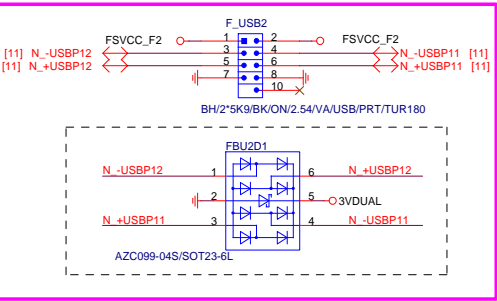 F_USB2
FSVCC_F2 1 2 FSVCC_F2
[11] N_-USBP12 3 4 N_-USBP11 [11]
[11] N_+USBP12 5 6 N_+USBP11 [11]
7 8
10
BH/2*5K9/BK/ON/2.54/VA/USB/PRT/TUR180
FBU2D1
N_-USBP12 1 6 N_+USBP12
2 5 3VDUAL
N_+USBP11 3 4 N_-USBP11
AZC099-04S/SOT23-6L